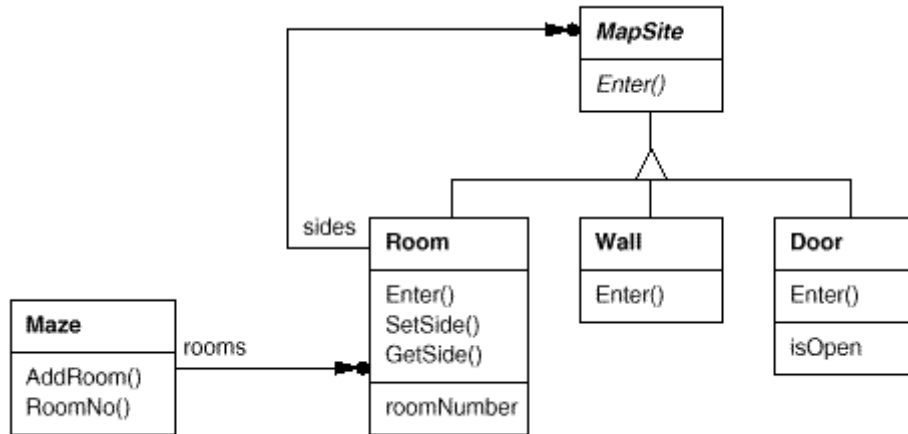 MapSite
Enter()
sides
Room
Enter()
SetSide()
GetSide()
roomNumber
Wall
Enter()
Door
Enter()
isOpen
Maze
AddRoom()
RoomNo()
rooms